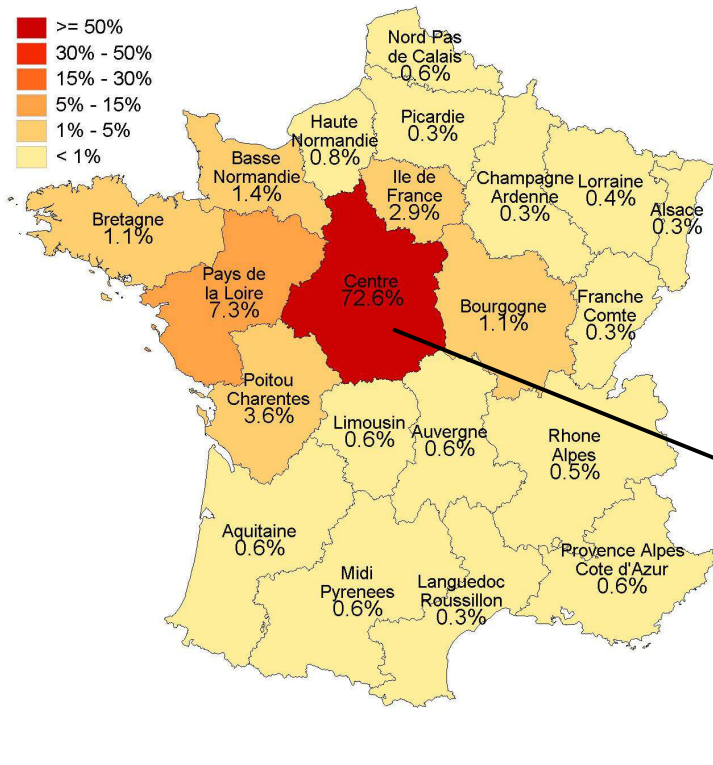 >= 50%
30% - 50%
15% - 30%
5% - 15%
1% - 5%
< 1%
Nord Pas
de Calais
0.6%
Picardie
0.3%
Haute
Normandie
0.8%
Basse
Normandie
1.4%
Ile de
France
2.9%
Champagne
Ardenne
0.3%
Lorraine
0.4%
Alsace
0.3%
Bretagne
1.1%
Pays de
la Loire
7.3%
Centre
72.6%
Bourgogne
1.1%
Franche
Comte
0.3%
Poitou
Charentes
3.6%
Limousin
0.6%
Auvergne
0.6%
Rhone
Alpes
0.5%
Aquitaine
0.6%
Midi
Pyrenees
0.6%
Languedoc
Roussillon
0.3%
Provence Alpes
Cote d'Azur
0.6%